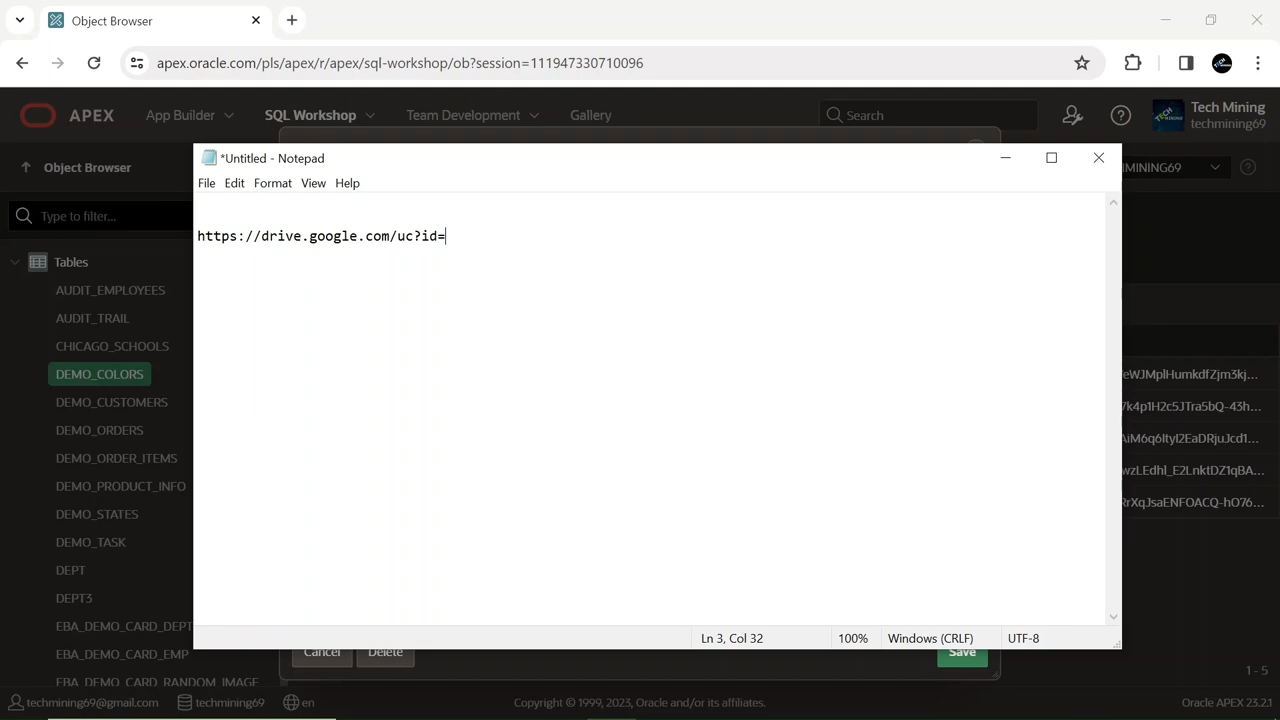 Object Browser
apex.oracle.com/pls/apex/r/apex/sql-workshop/ob?session=111947330710096
APEX
App Builder
SQL Workshop
Team Development
Gallery
Search
Tech Mining
techmining69
Object Browser
MINING69
*Untitled - Notepad
File Edit Format View Help
Type to filter...
https://drive.google.com/uc?id=
Tables
AUDIT_EMPLOYEES
AUDIT_TRAIL
CHICAGO_SCHOOLS
DEMO_COLORS
DEMO_CUSTOMERS
DEMO_ORDERS
DEMO_ORDER_ITEMS
DEMO_PRODUCT_INFO
DEMO_STATES
DEMO_TASK
DEPT
DEPT3
EBA_DEMO_CARD_DEPT
EBA_DEMO_CARD_EMP
EBA_DEMO_CARD_RANDOM_IMAGE
Ln 3, Col 32
100%
Windows (CRLF)
UTF-8
Cancel
Delete
Save
1 - 5
techmining69@gmail.com
techmining69
en
Copyright © 1999, 2023, Oracle and/or its affiliates.
Oracle APEX 23.2.1